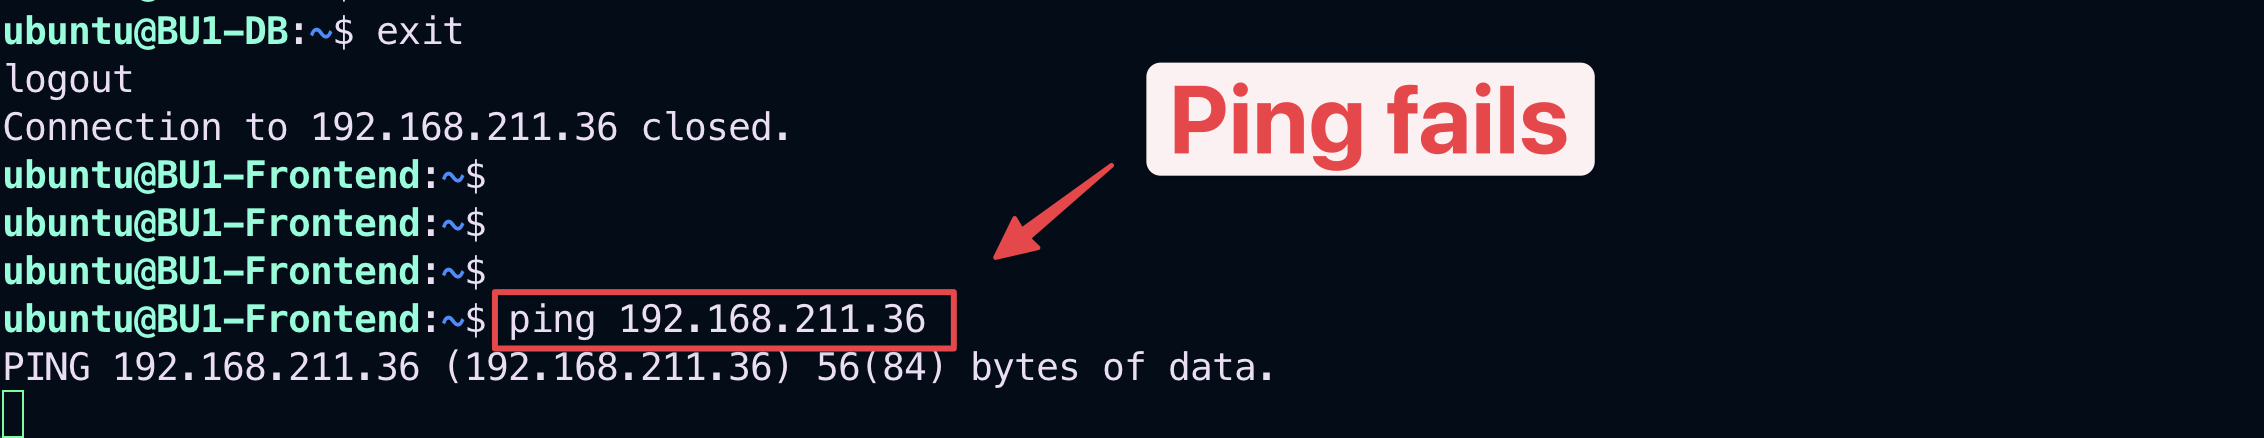 ubuntu@BU1-DB:~$ exit
logout
Connection to 192.168.211.36 closed.
Ping fails
ubuntu@BU1-Frontend:~$
ubuntu@BU1-Frontend:~$
ubuntu@BU1-Frontend:~$
ubuntu@BU1-Frontend:~$ ping 192.168.211.36
PING 192.168.211.36 (192.168.211.36) 56(84) bytes of data.